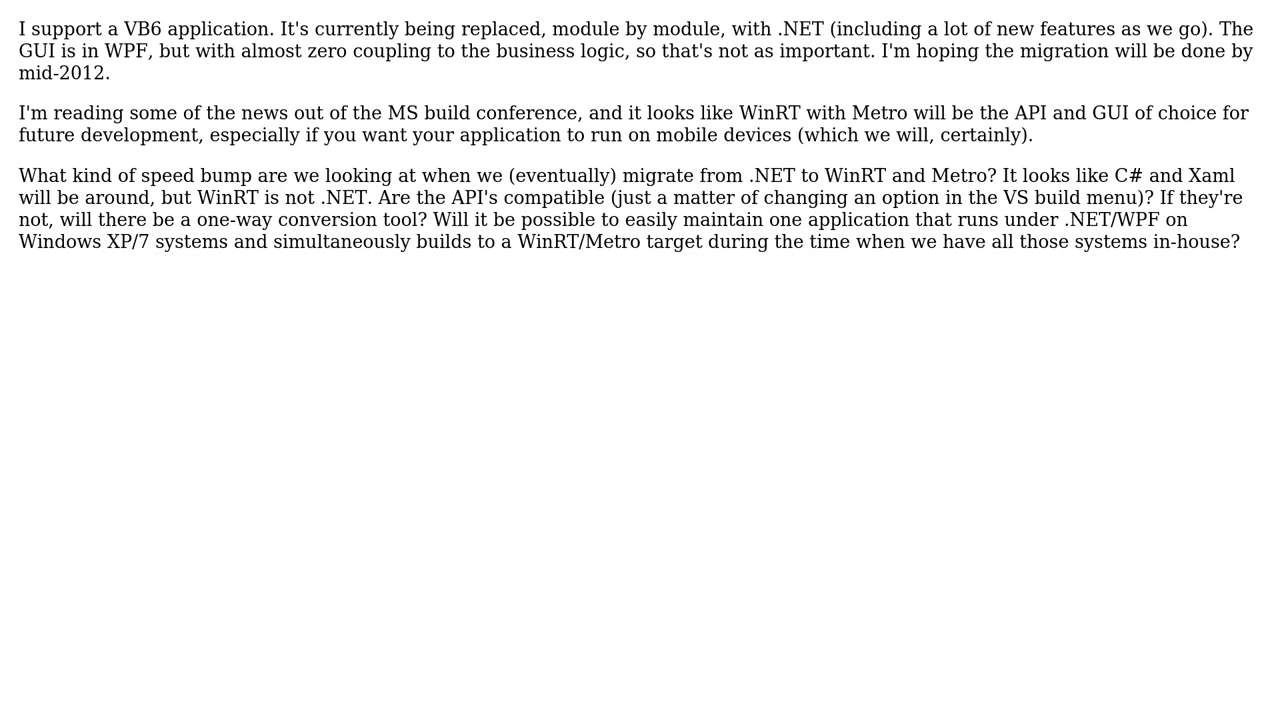 I support a VB6 application. It's currently being replaced, module by module, with .NET (including a lot of new features as we go). The
GUI is in WPF, but with almost zero coupling to the business logic, so that's not as important. I'm hoping the migration will be done by
mid-2012.
I'm reading some of the news out of the MS build conference, and it looks like WinRT with Metro will be the API and GUI of choice for
future development, especially if you want your application to run on mobile devices (which we will, certainly).
What kind of speed bump are we looking at when we (eventually) migrate from .NET to WinRT and Metro? It looks like C# and Xaml
will be around, but WinRT is not .NET. Are the API's compatible (just a matter of changing an option in the VS build menu)? If they're
not, will there be a one-way conversion tool? Will it be possible to easily maintain one application that runs under .NET/WPF on
Windows XP/7 systems and simultaneously builds to a WinRT/Metro target during the time when we have all those systems in-house?